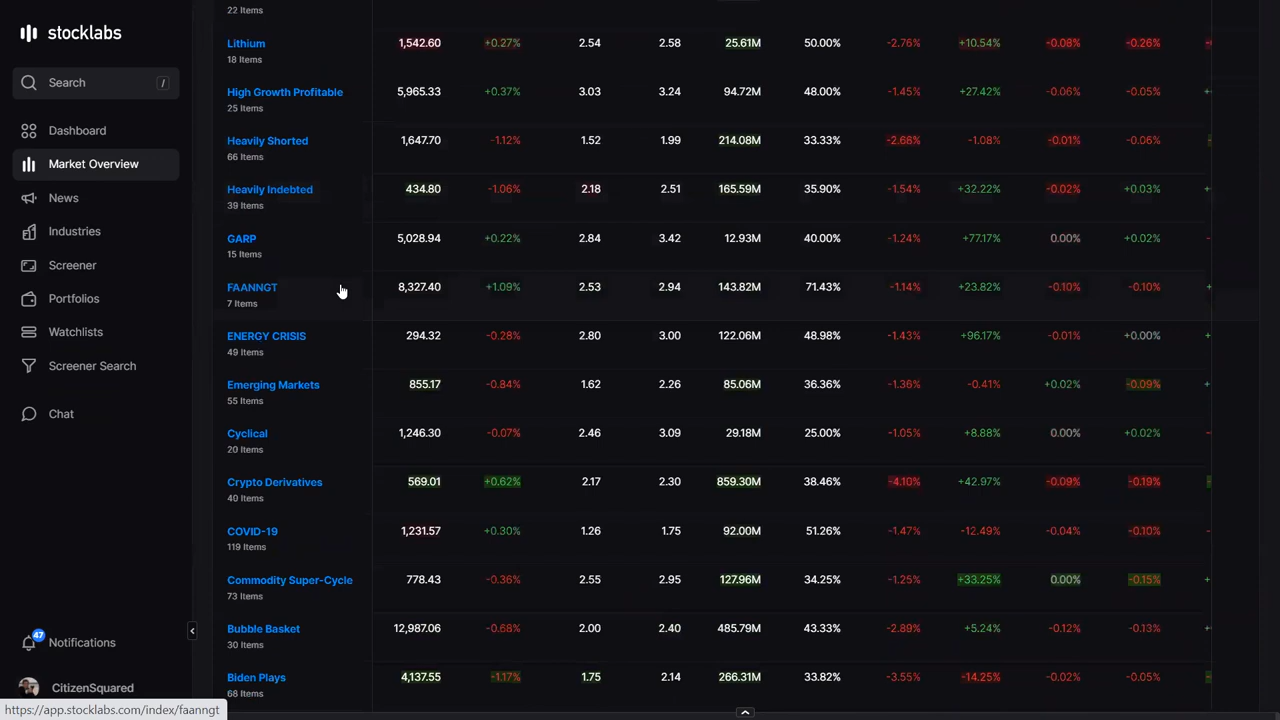 stocklabs
Search /
Dashboard
Market Overview
News
Industries
Screener
Portfolios
Watchlists
Screener Search
Chat
47
Notifications
CitizenSquared
https://app.stocklabs.com/index/faanngt
22 Items
Lithium 1,542.60 +0.27% 2.54 2.58 25.61M 50.00% -2.76% +10.54% -0.08% -0.26%
18 Items
High Growth Profitable 5,965.33 +0.37% 3.03 3.24 94.72M 48.00% -1.45% +27.42% -0.06% -0.05% +
25 Items
Heavily Shorted 1,647.70 -1.12% 1.52 1.99 214.08M 33.33% -2.68% -1.08% -0.01% -0.06%
66 Items
Heavily Indebted 434.80 -1.06% 2.18 2.51 165.59M 35.90% -1.54% +32.22% -0.02% +0.03% +
39 Items
GARP 5,028.94 +0.22% 2.84 3.42 12.93M 40.00% -1.24% +77.17% 0.00% +0.02% -
15 Items
FAANNGT 8,327.40 +1.09% 2.53 2.94 143.82M 71.43% -1.14% +23.82% -0.10% -0.10% +
7 Items
ENERGY CRISIS 294.32 -0.28% 2.80 3.00 122.06M 48.98% -1.43% +96.17% -0.01% +0.00% +
49 Items
Emerging Markets 855.17 -0.84% 1.62 2.26 85.06M 36.36% -1.36% -0.41% +0.02% -0.09% +
55 Items
Cyclical 1,246.30 -0.07% 2.46 3.09 29.18M 25.00% -1.05% +8.88% 0.00% +0.02% -
20 Items
Crypto Derivatives 569.01 +0.62% 2.17 2.30 859.30M 38.46% -4.10% +42.97% -0.09% -0.19%
40 Items
COVID-19 1,231.57 +0.30% 1.26 1.75 92.00M 51.26% -1.47% -12.49% -0.04% -0.10% -
119 Items
Commodity Super-Cycle 778.43 -0.36% 2.55 2.95 127.96M 34.25% -1.25% +33.25% 0.00% -0.15% +
73 Items
Bubble Basket 12,987.06 -0.68% 2.00 2.40 485.79M 43.33% -2.89% +5.24% -0.12% -0.13% +
30 Items
Biden Plays 4,137.55 -1.17% 1.75 2.14 266.31M 33.82% -3.55% -14.25% -0.02% -0.05% +
68 Items